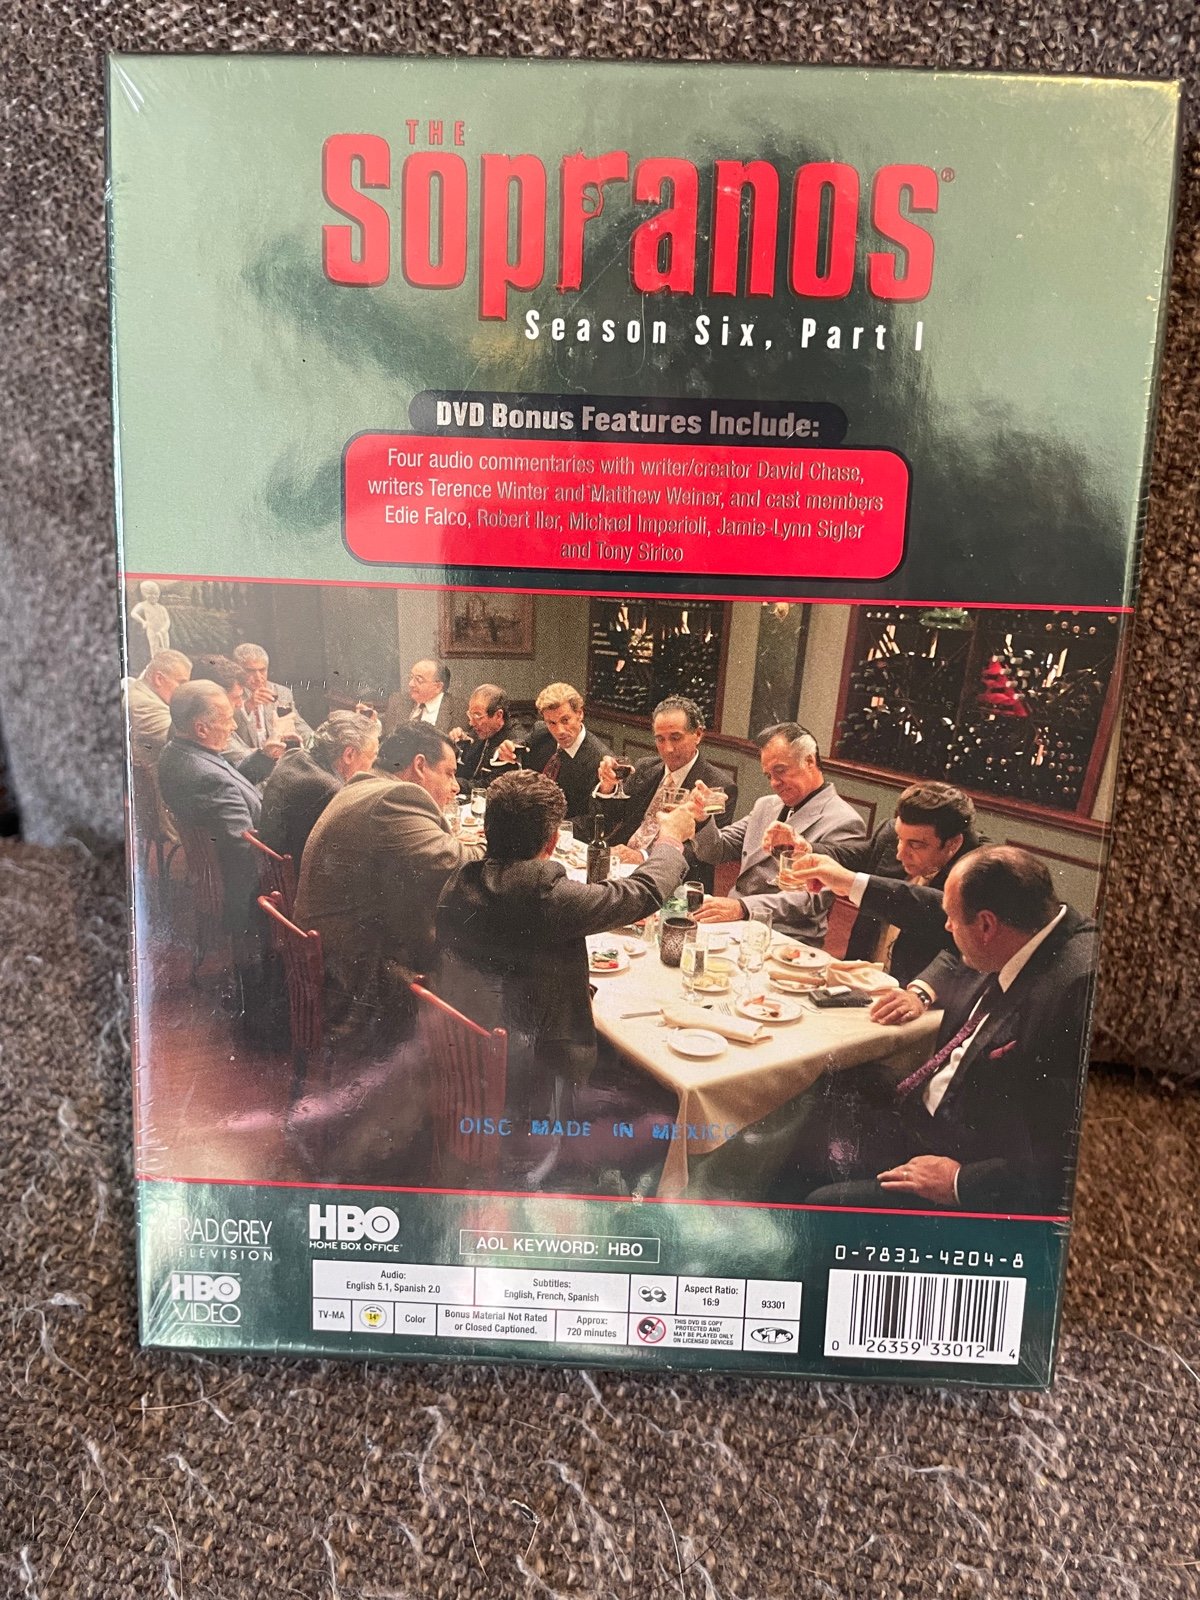 THE
Sopranos®
Season Six, Part I
DVD Bonus Features Include:
Four audio commentaries with writer/creator David Chase,
writers Terence Winter and Matthew Weiner, and cast members
Edie Falco, Robert Iler, Michael Imperioli, Jamie-Lynn Sigler
and Tony Sirico
DISC MADE IN MEXICO
BRAD GREY
TELEVISION
HBO
HOME BOX OFFICE
AOL KEYWORD: HBO
0-7831-4204-8
HBO
VIDEO
Audio:
English 5.1, Spanish 2.0
Subtitles:
English, French, Spanish
CC
Aspect Ratio:
16:9
93301
TV-MA
14
Color
Bonus Material Not Rated
or Closed Captioned.
Approx:
720 minutes
THIS DVD IS COPY
PROTECTED AND
MAY BE PLAYED ONLY
ON LICENSED DEVICES
1
0 26359 33012 4